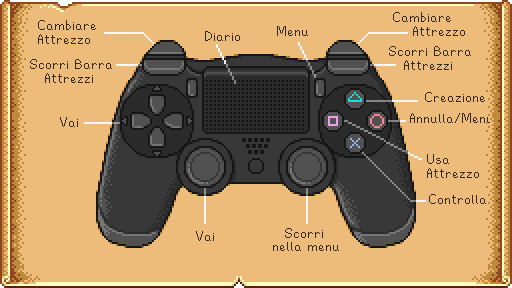 Cambiare
Attrezzo
Scorri Barra
Attrezzi
Vai
Diario
Menu
Cambiare
Attrezzo
Scorri Barra
Attrezzi
Creazione
Annulla/Menu
Usa
Attrezzo
Controlla
Vai
Scorri
nella menu